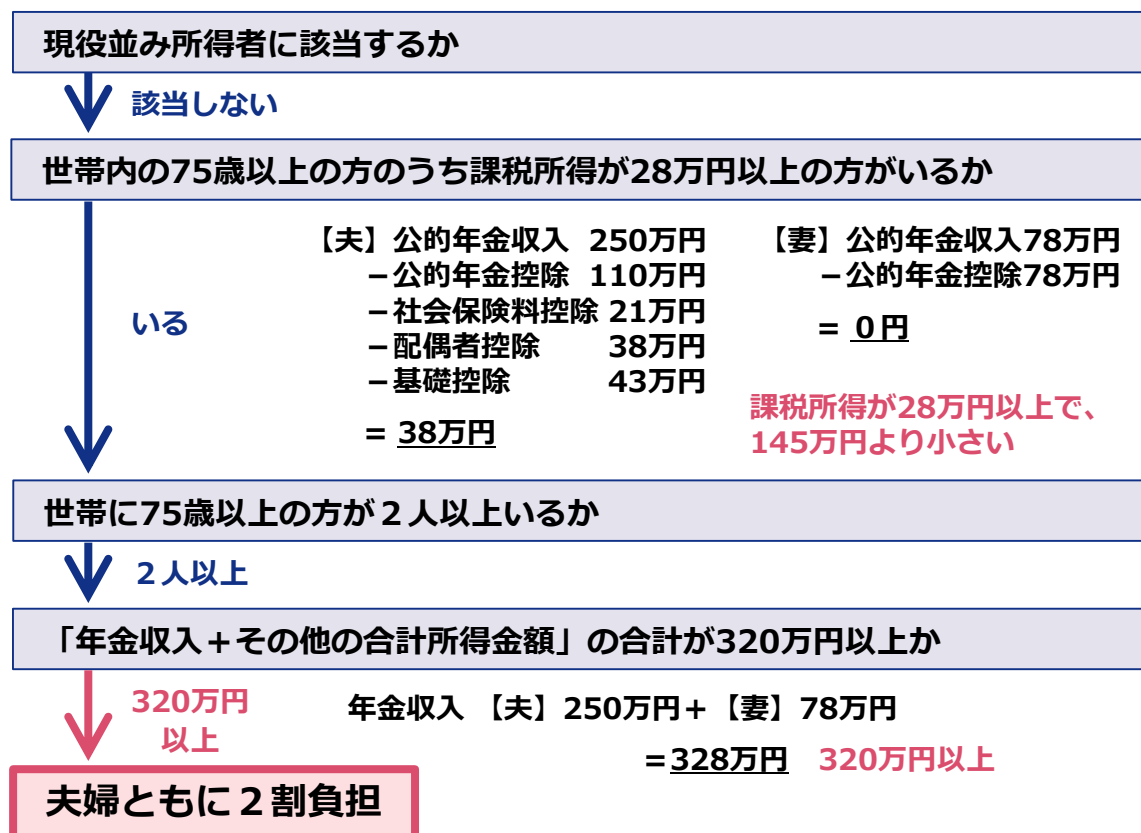 現役並み所得者に該当するか
該当しない
世帯内の75歳以上の方のうち課税所得が28万円以上の方がいるか
いる
【夫】公的年金収入 250万円
－公的年金控除 110万円
－社会保険料控除 21万円
－配偶者控除 38万円
－基礎控除 43万円
= 38万円
【妻】公的年金収入78万円
－公的年金控除78万円
= ０円
課税所得が28万円以上で、
145万円より小さい
世帯に75歳以上の方が２人以上いるか
２人以上
「年金収入＋その他の合計所得金額」の合計が320万円以上か
320万円
以上
年金収入 【夫】250万円＋【妻】78万円
＝328万円 320万円以上
夫婦ともに２割負担